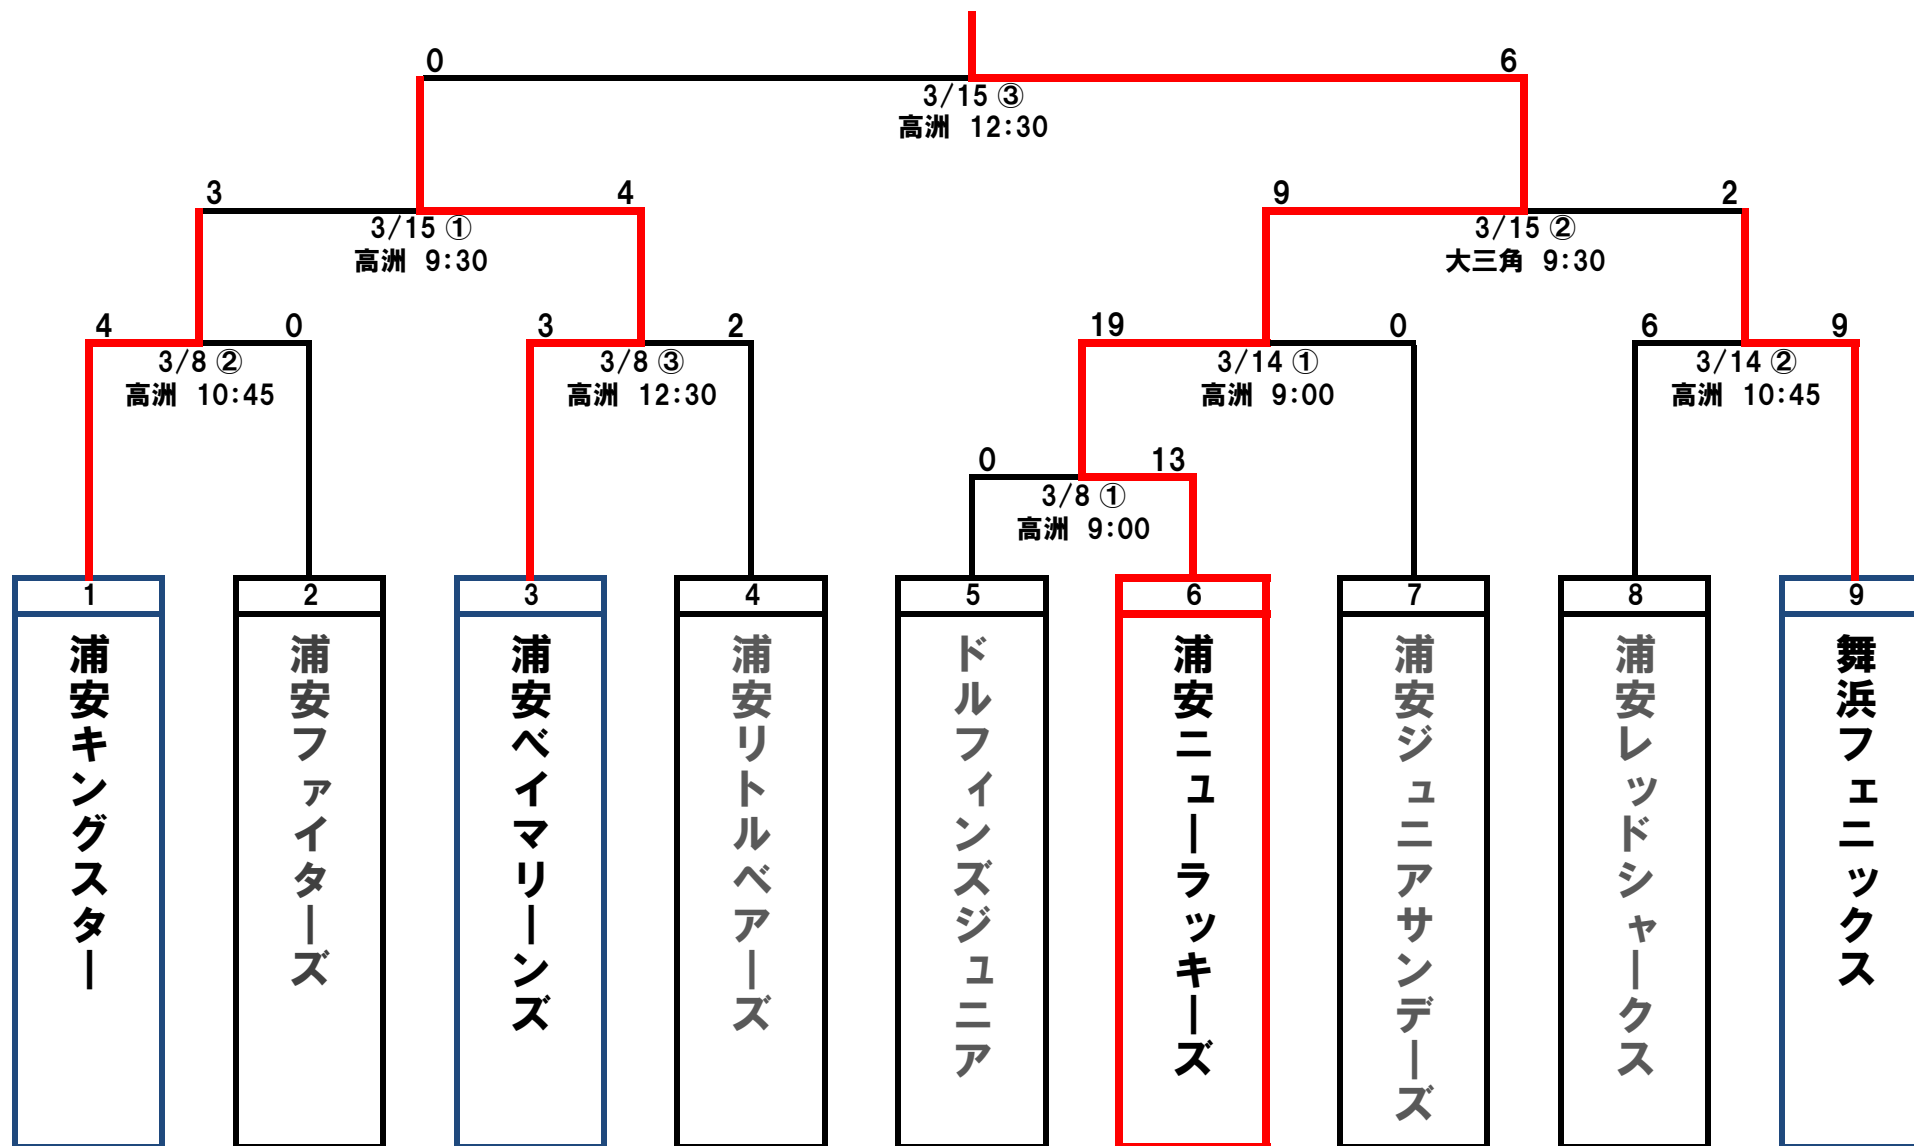 0 6
3/15 ③
高洲 12:30
3 4 9 2
3/15 ① 3/15 ②
高洲 9:30 大三角 9:30
4 0 3 2 19 0 6 9
3/8 ② 3/8 ③ 3/14 ① 3/14 ②
高洲 10:45 高洲 12:30 高洲 9:00 高洲 10:45
0 13
3/8 ①
高洲 9:00
1 2 3 4 5 6 7 8 9
浦安キングスター
浦安ファイターズ
浦安ベイマリーンズ
浦安リトルベアーズ
ドルフィンズジュニア
浦安ニューラッキーズ
浦安ジュニアサンデーズ
浦安レッドシャークス
舞浜フェニックス